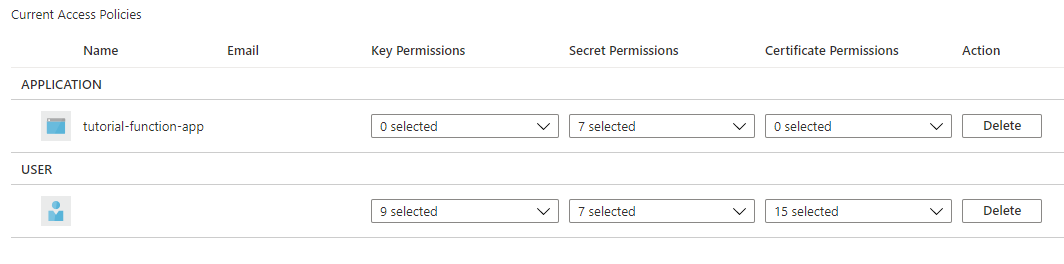 Current Access Policies
Name Email Key Permissions Secret Permissions Certificate Permissions Action
APPLICATION
tutorial-function-app 0 selected 7 selected 0 selected Delete
USER
9 selected 7 selected 15 selected Delete